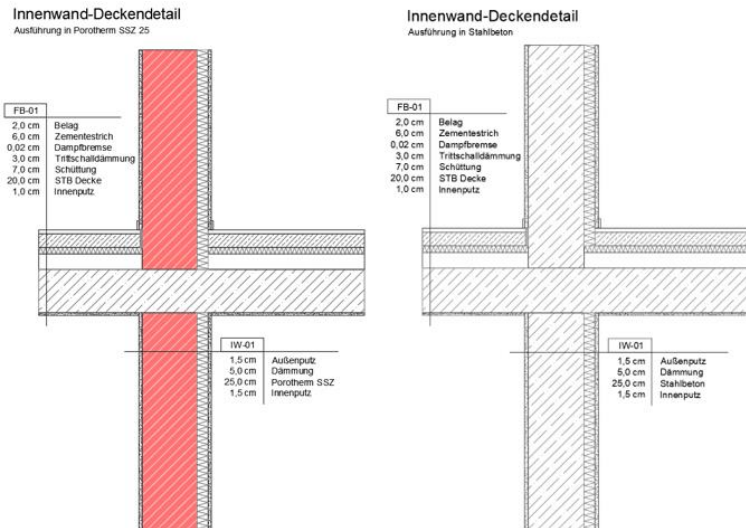 Innenwand-Deckendetail
Ausführung in Porotherm SSZ 25
FB-01
2,0 cm Belag
6,0 cm Zementestrich
0,02 cm Dampfbremse
3,0 cm Trittschalldämmung
7,0 cm Schüttung
20,0 cm STB Decke
1,0 cm Innenputz
IW-01
1,5 cm Außenputz
5,0 cm Dämmung
25,0 cm Porotherm SSZ
1,5 cm Innenputz
Innenwand-Deckendetail
Ausführung in Stahlbeton
FB-01
2,0 cm Belag
6,0 cm Zementestrich
0,02 cm Dampfbremse
3,0 cm Trittschalldämmung
7,0 cm Schüttung
20,0 cm STB Decke
1,0 cm Innenputz
IW-01
1,5 cm Außenputz
5,0 cm Dämmung
25,0 cm Stahlbeton
1,5 cm Innenputz